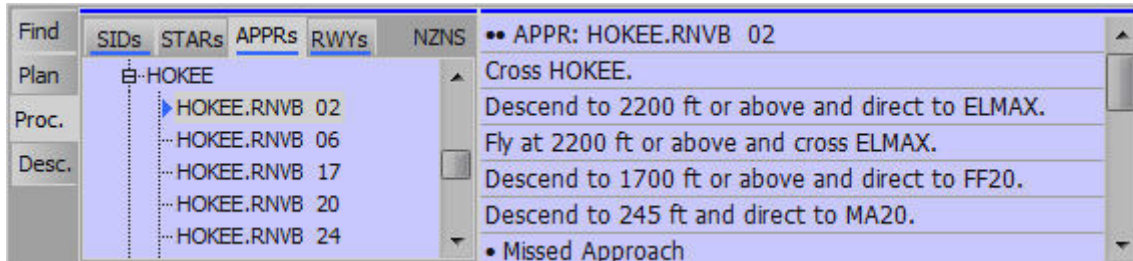 Find
Plan
Proc.
Desc.
SIDs STARs APPRs RWYs NZNS
HOKEE
HOKEE.RNVB 02
HOKEE.RNVB 06
HOKEE.RNVB 17
HOKEE.RNVB 20
HOKEE.RNVB 24
•• APPR: HOKEE.RNVB 02
Cross HOKEE.
Descend to 2200 ft or above and direct to ELMAX.
Fly at 2200 ft or above and cross ELMAX.
Descend to 1700 ft or above and direct to FF20.
Descend to 245 ft and direct to MA20.
• Missed Approach